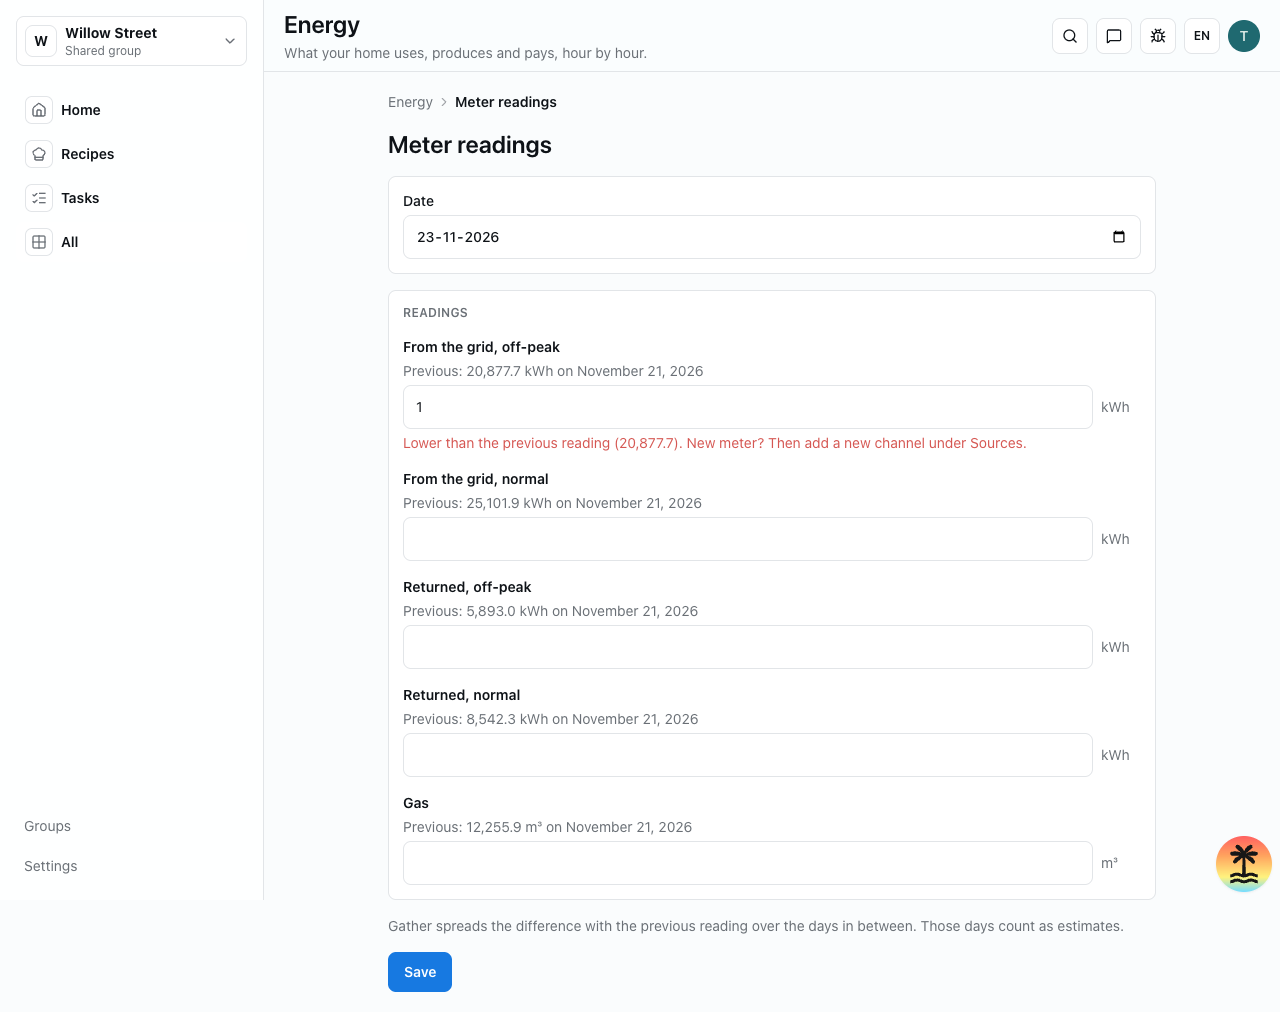 W
Willow Street
Shared group
Home
Recipes
Tasks
All
Groups
Settings
Energy
What your home uses, produces and pays, hour by hour.
EN
T
Energy
Meter readings
Meter readings
Date
23-11-2026
READINGS
From the grid, off-peak
Previous: 20,877.7 kWh on November 21, 2026
1 kWh
Lower than the previous reading (20,877.7). New meter? Then add a new channel under Sources.
From the grid, normal
Previous: 25,101.9 kWh on November 21, 2026
kWh
Returned, off-peak
Previous: 5,893.0 kWh on November 21, 2026
kWh
Returned, normal
Previous: 8,542.3 kWh on November 21, 2026
kWh
Gas
Previous: 12,255.9 m³ on November 21, 2026
m³
Gather spreads the difference with the previous reading over the days in between. Those days count as estimates.
Save